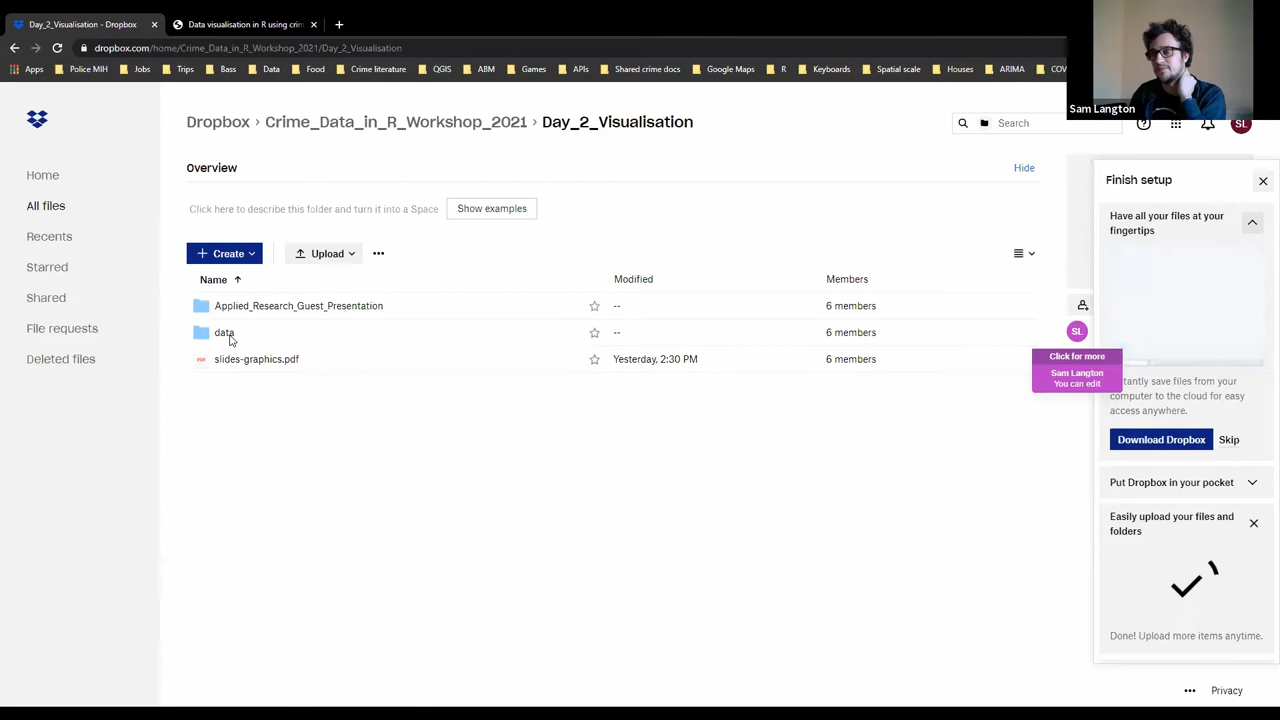 Day_2_Visualisation - Dropbox
Data visualisation in R using crim
dropbox.com/home/Crime_Data_in_R_Workshop_2021/Day_2_Visualisation
Apps Police MIH Jobs Trips Bass Data Food Crime literature QGIS ABM Games APIs Shared crime docs Google Maps R Keyboards Spatial scale Houses ARIMA COV
Sam Langton
Dropbox > Crime_Data_in_R_Workshop_2021 > Day_2_Visualisation
Search
SL
Home
All files
Recents
Starred
Shared
File requests
Deleted files
Overview
Hide
Click here to describe this folder and turn it into a Space
Show examples
Create
Upload
Name
Modified
Members
Applied_Research_Guest_Presentation
--
6 members
data
--
6 members
slides-graphics.pdf
Yesterday, 2:30 PM
6 members
SL
Click for more
Sam Langton
You can edit
Finish setup
Have all your files at your
fingertips
stantly save files from your
computer to the cloud for easy
access anywhere.
Download Dropbox Skip
Put Dropbox in your pocket
Easily upload your files and
folders
Done! Upload more items anytime.
Privacy